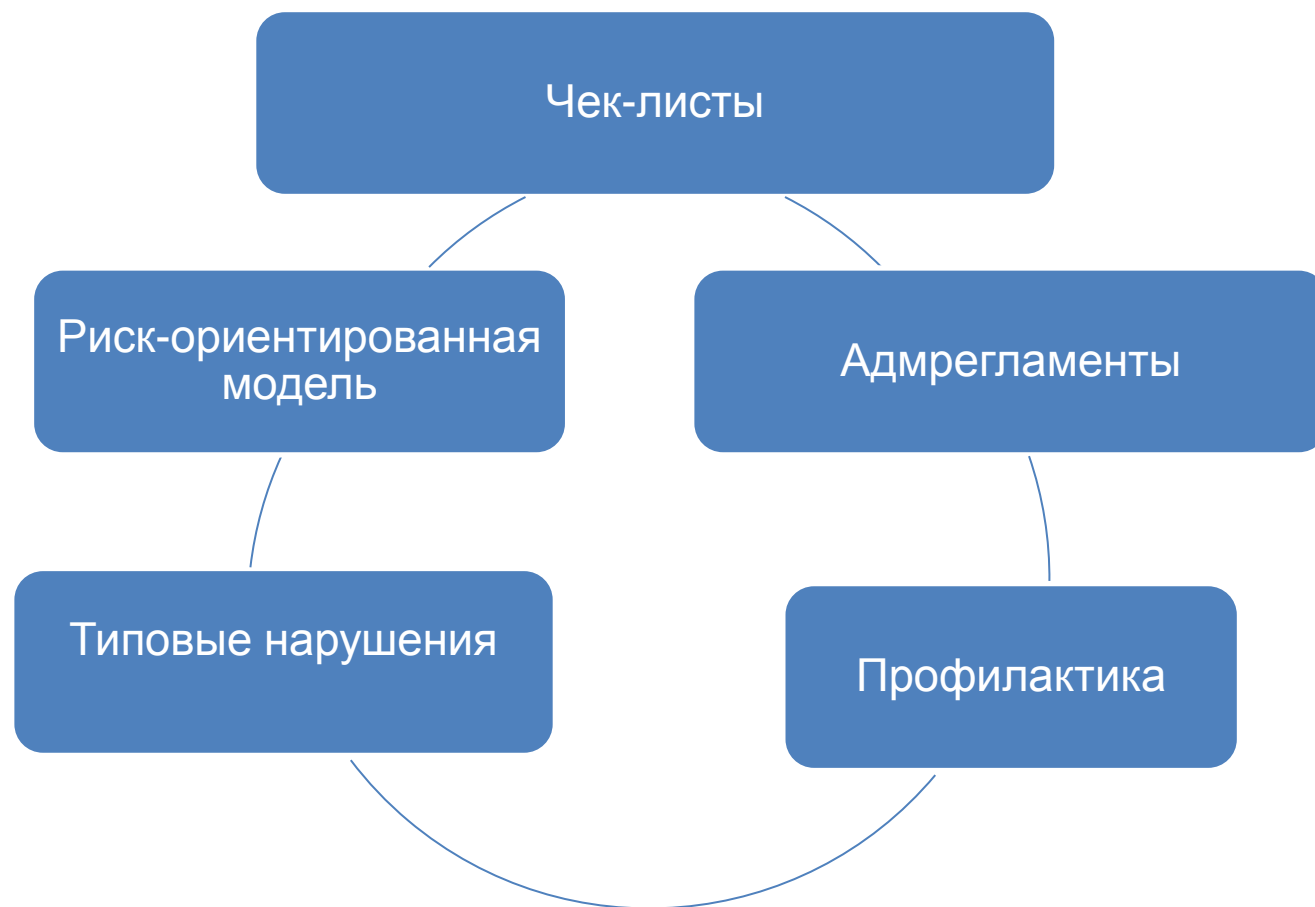 Чек-листы
Риск-ориентированная
модель
Адмрегламенты
Типовые нарушения
Профилактика